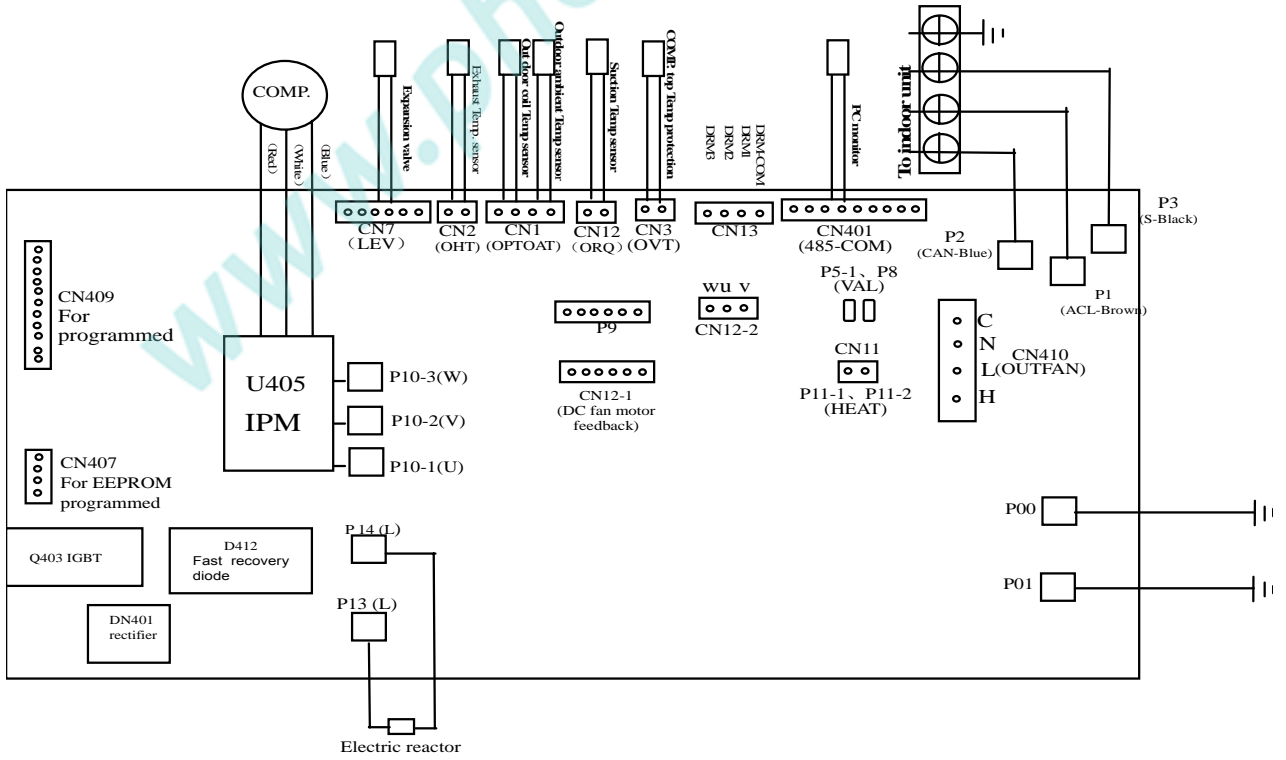 www.pho
COMP.
(Red)
(White)
(Blue)
Expansion valve
Exhaust Temp. sensor
Out door coil Temp sensor
Outdoor ambient Temp sensor
Suction Temp sensor
COMP. top Temp protection
DRM3
DRM2
DRM1
DRM-COM
PC monitor
To indoor unit
CN7
(LEV)
CN2
(OHT)
CN1
(OPTOAT)
CN12
(ORQ)
CN3
(OVT)
CN13
CN401
(485-COM)
P2
(CAN-Blue)
P3
(S-Black)
P1
(ACL-Brown)
CN409
For
programmed
P9
wu v
CN12-2
P5-1、P8
(VAL)
C
N
L
H
CN410
(OUTFAN)
U405
IPM
P10-3(W)
P10-2(V)
P10-1(U)
CN12-1
(DC fan motor
feedback)
CN11
P11-1、P11-2
(HEAT)
CN407
For EEPROM
programmed
P00
P01
Q403 IGBT
D412
Fast recovery
diode
P14 (L)
P13 (L)
DN401
rectifier
Electric reactor